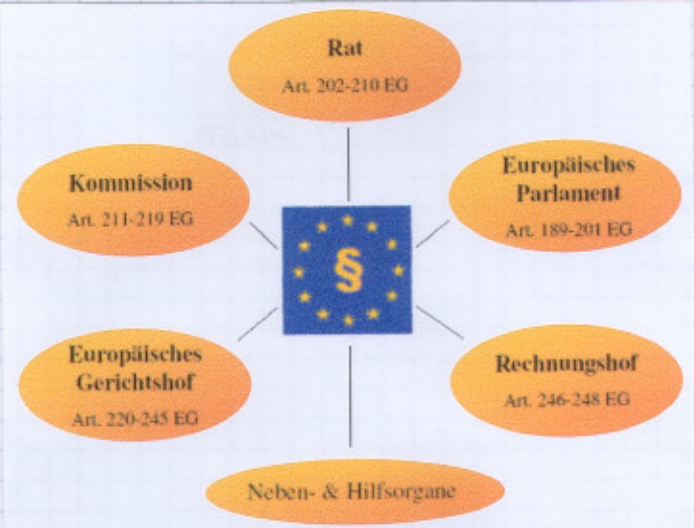 Rat
Art. 202-210 EG
Kommission
Art. 211-219 EG
Europäisches
Parlament
Art. 189-201 EG
§
Europäisches
Gerichtshof
Art. 220-245 EG
Rechnungshof
Art. 246-248 EG
Neben- & Hilfsorgane